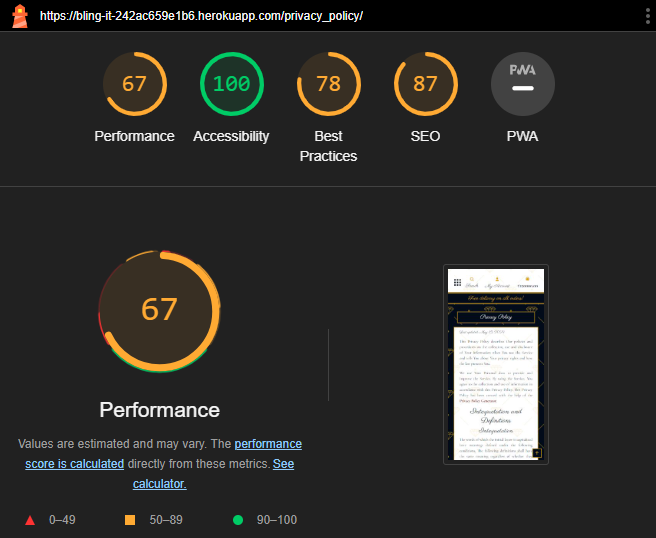 https://bling-it-242ac659e1b6.herokuapp.com/privacy_policy/
67
100
78
87
PWA
Performance
Accessibility
Best
Practices
SEO
PWA
67
Performance
Values are estimated and may vary. The performance
score is calculated directly from these metrics. See
calculator.
0–49
50–89
90–100
Free delivery on all orders!
Privacy Policy
Interpretation and
Definitions
Interpretation